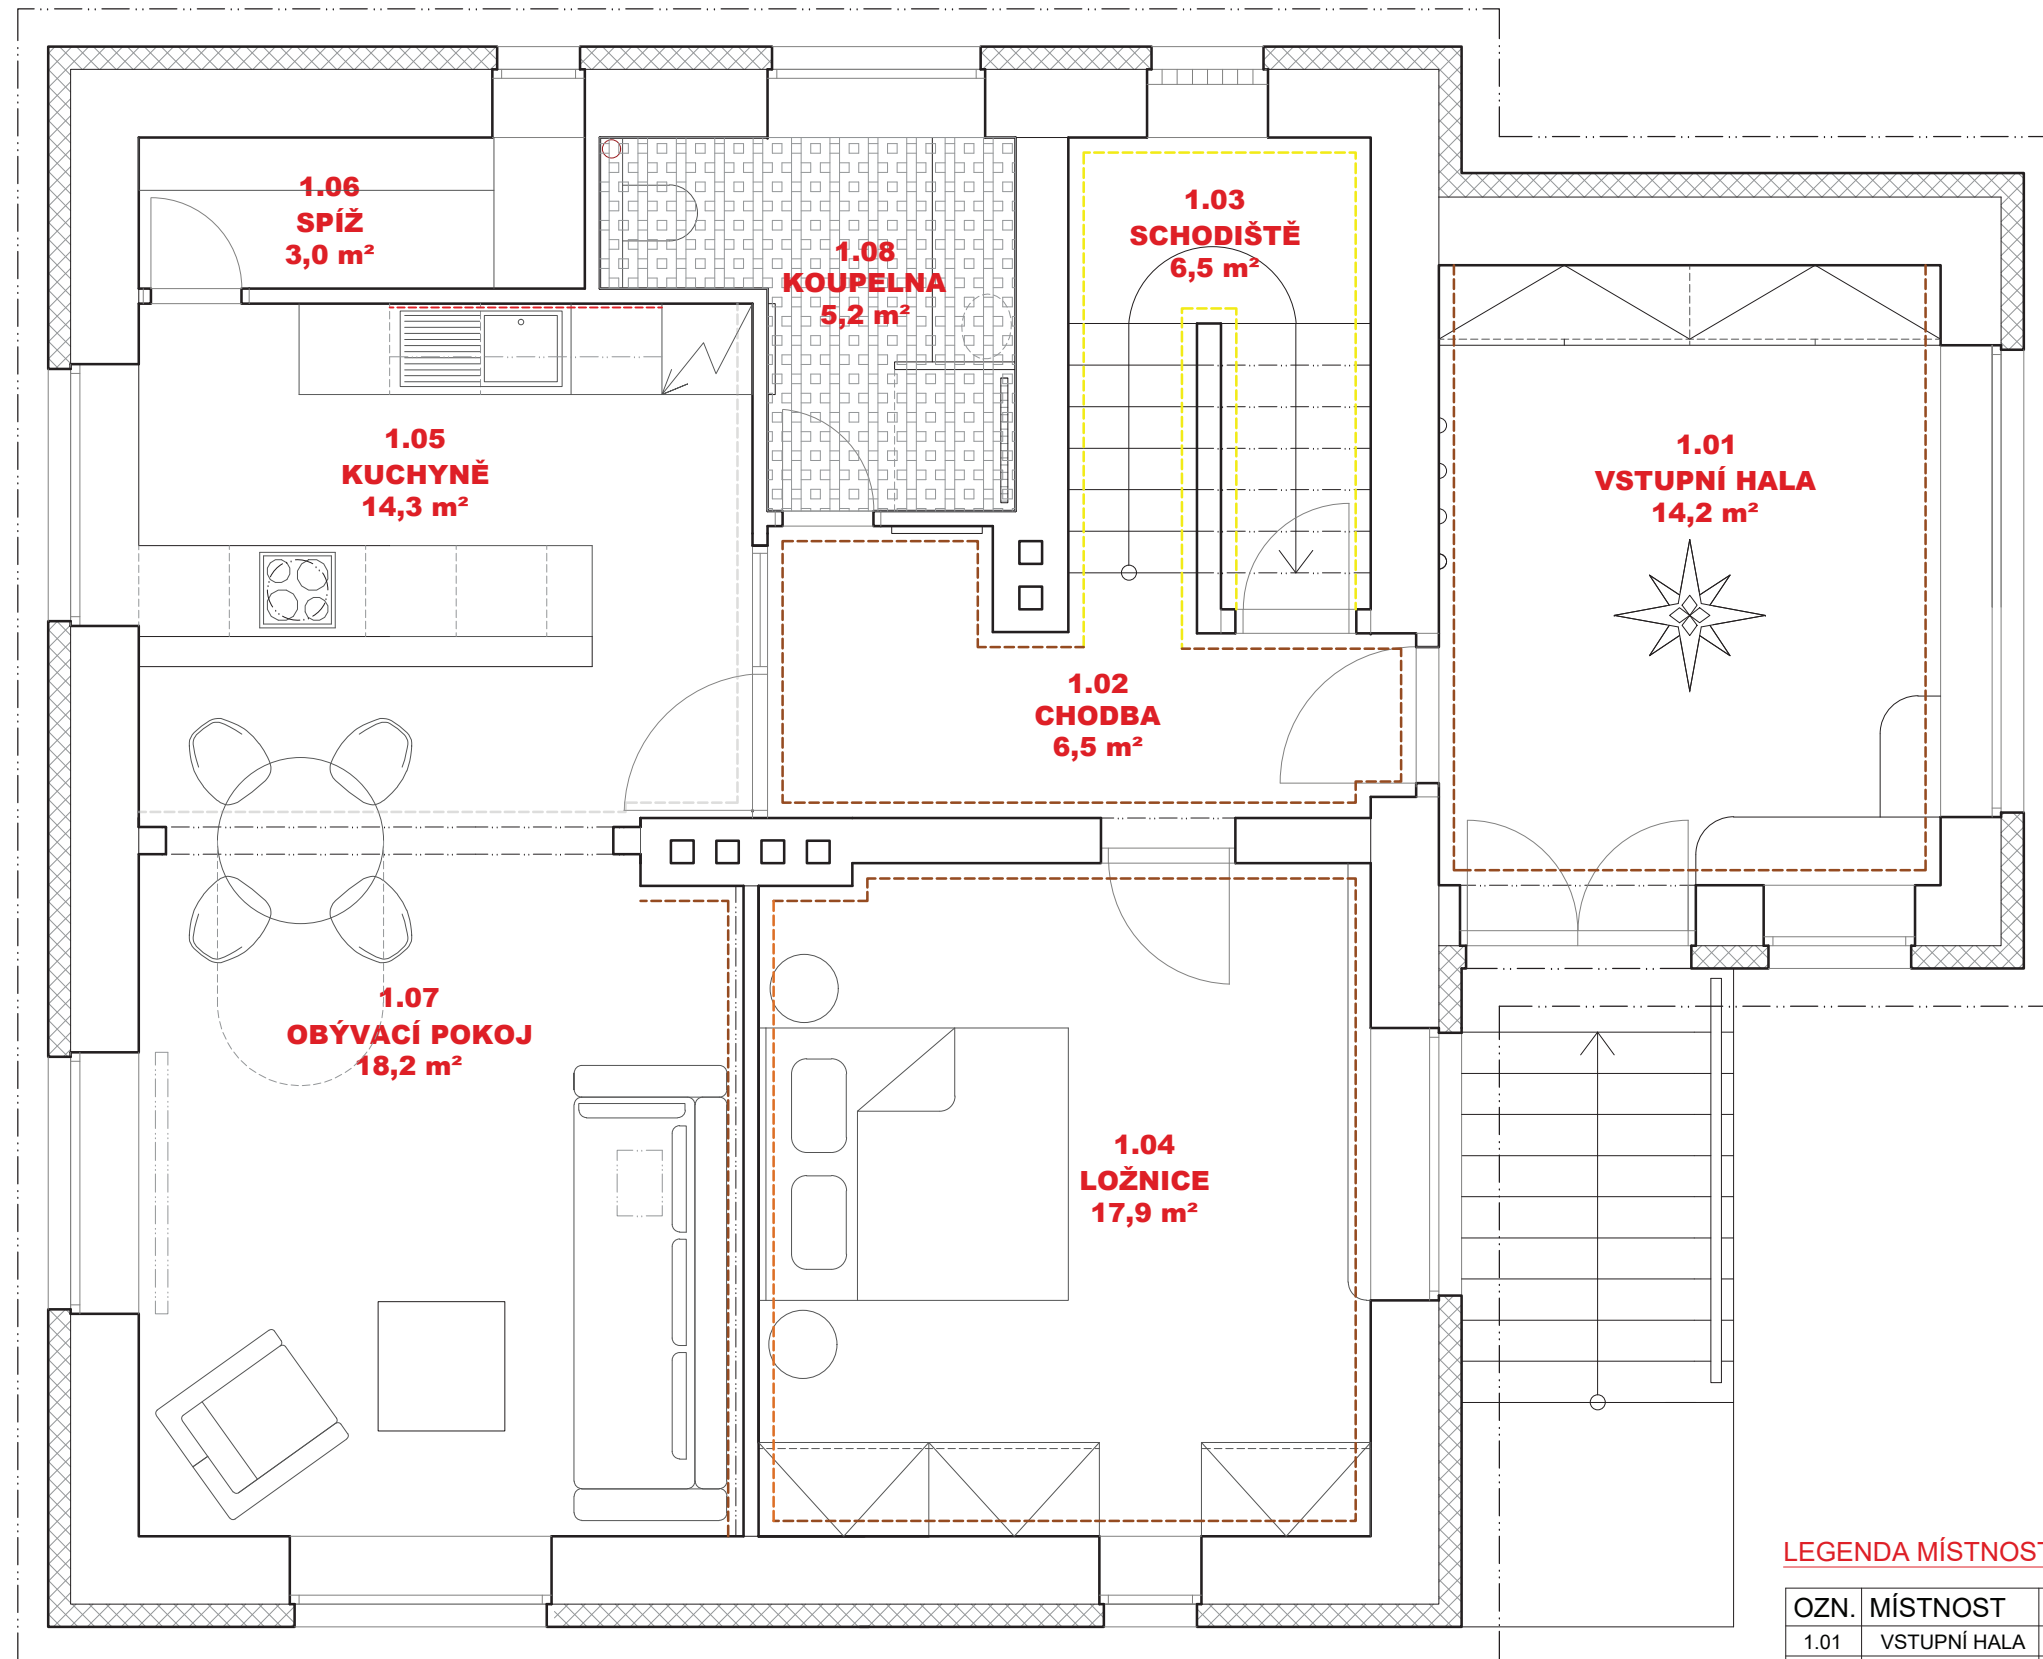 1.06
SPÍŽ
3,0 m²
1.08
KOUPELNA
5,2 m²
1.03
SCHODIŠTĚ
6,5 m²
1.05
KUCHYNĚ
14,3 m²
1.01
VSTUPNÍ HALA
14,2 m²
1.02
CHODBA
6,5 m²
1.07
OBÝVACÍ POKOJ
18,2 m²
1.04
LOŽNICE
17,9 m²
LEGENDA MÍSTNOST
OZN. MÍSTNOST
1.01 VSTUPNÍ HALA